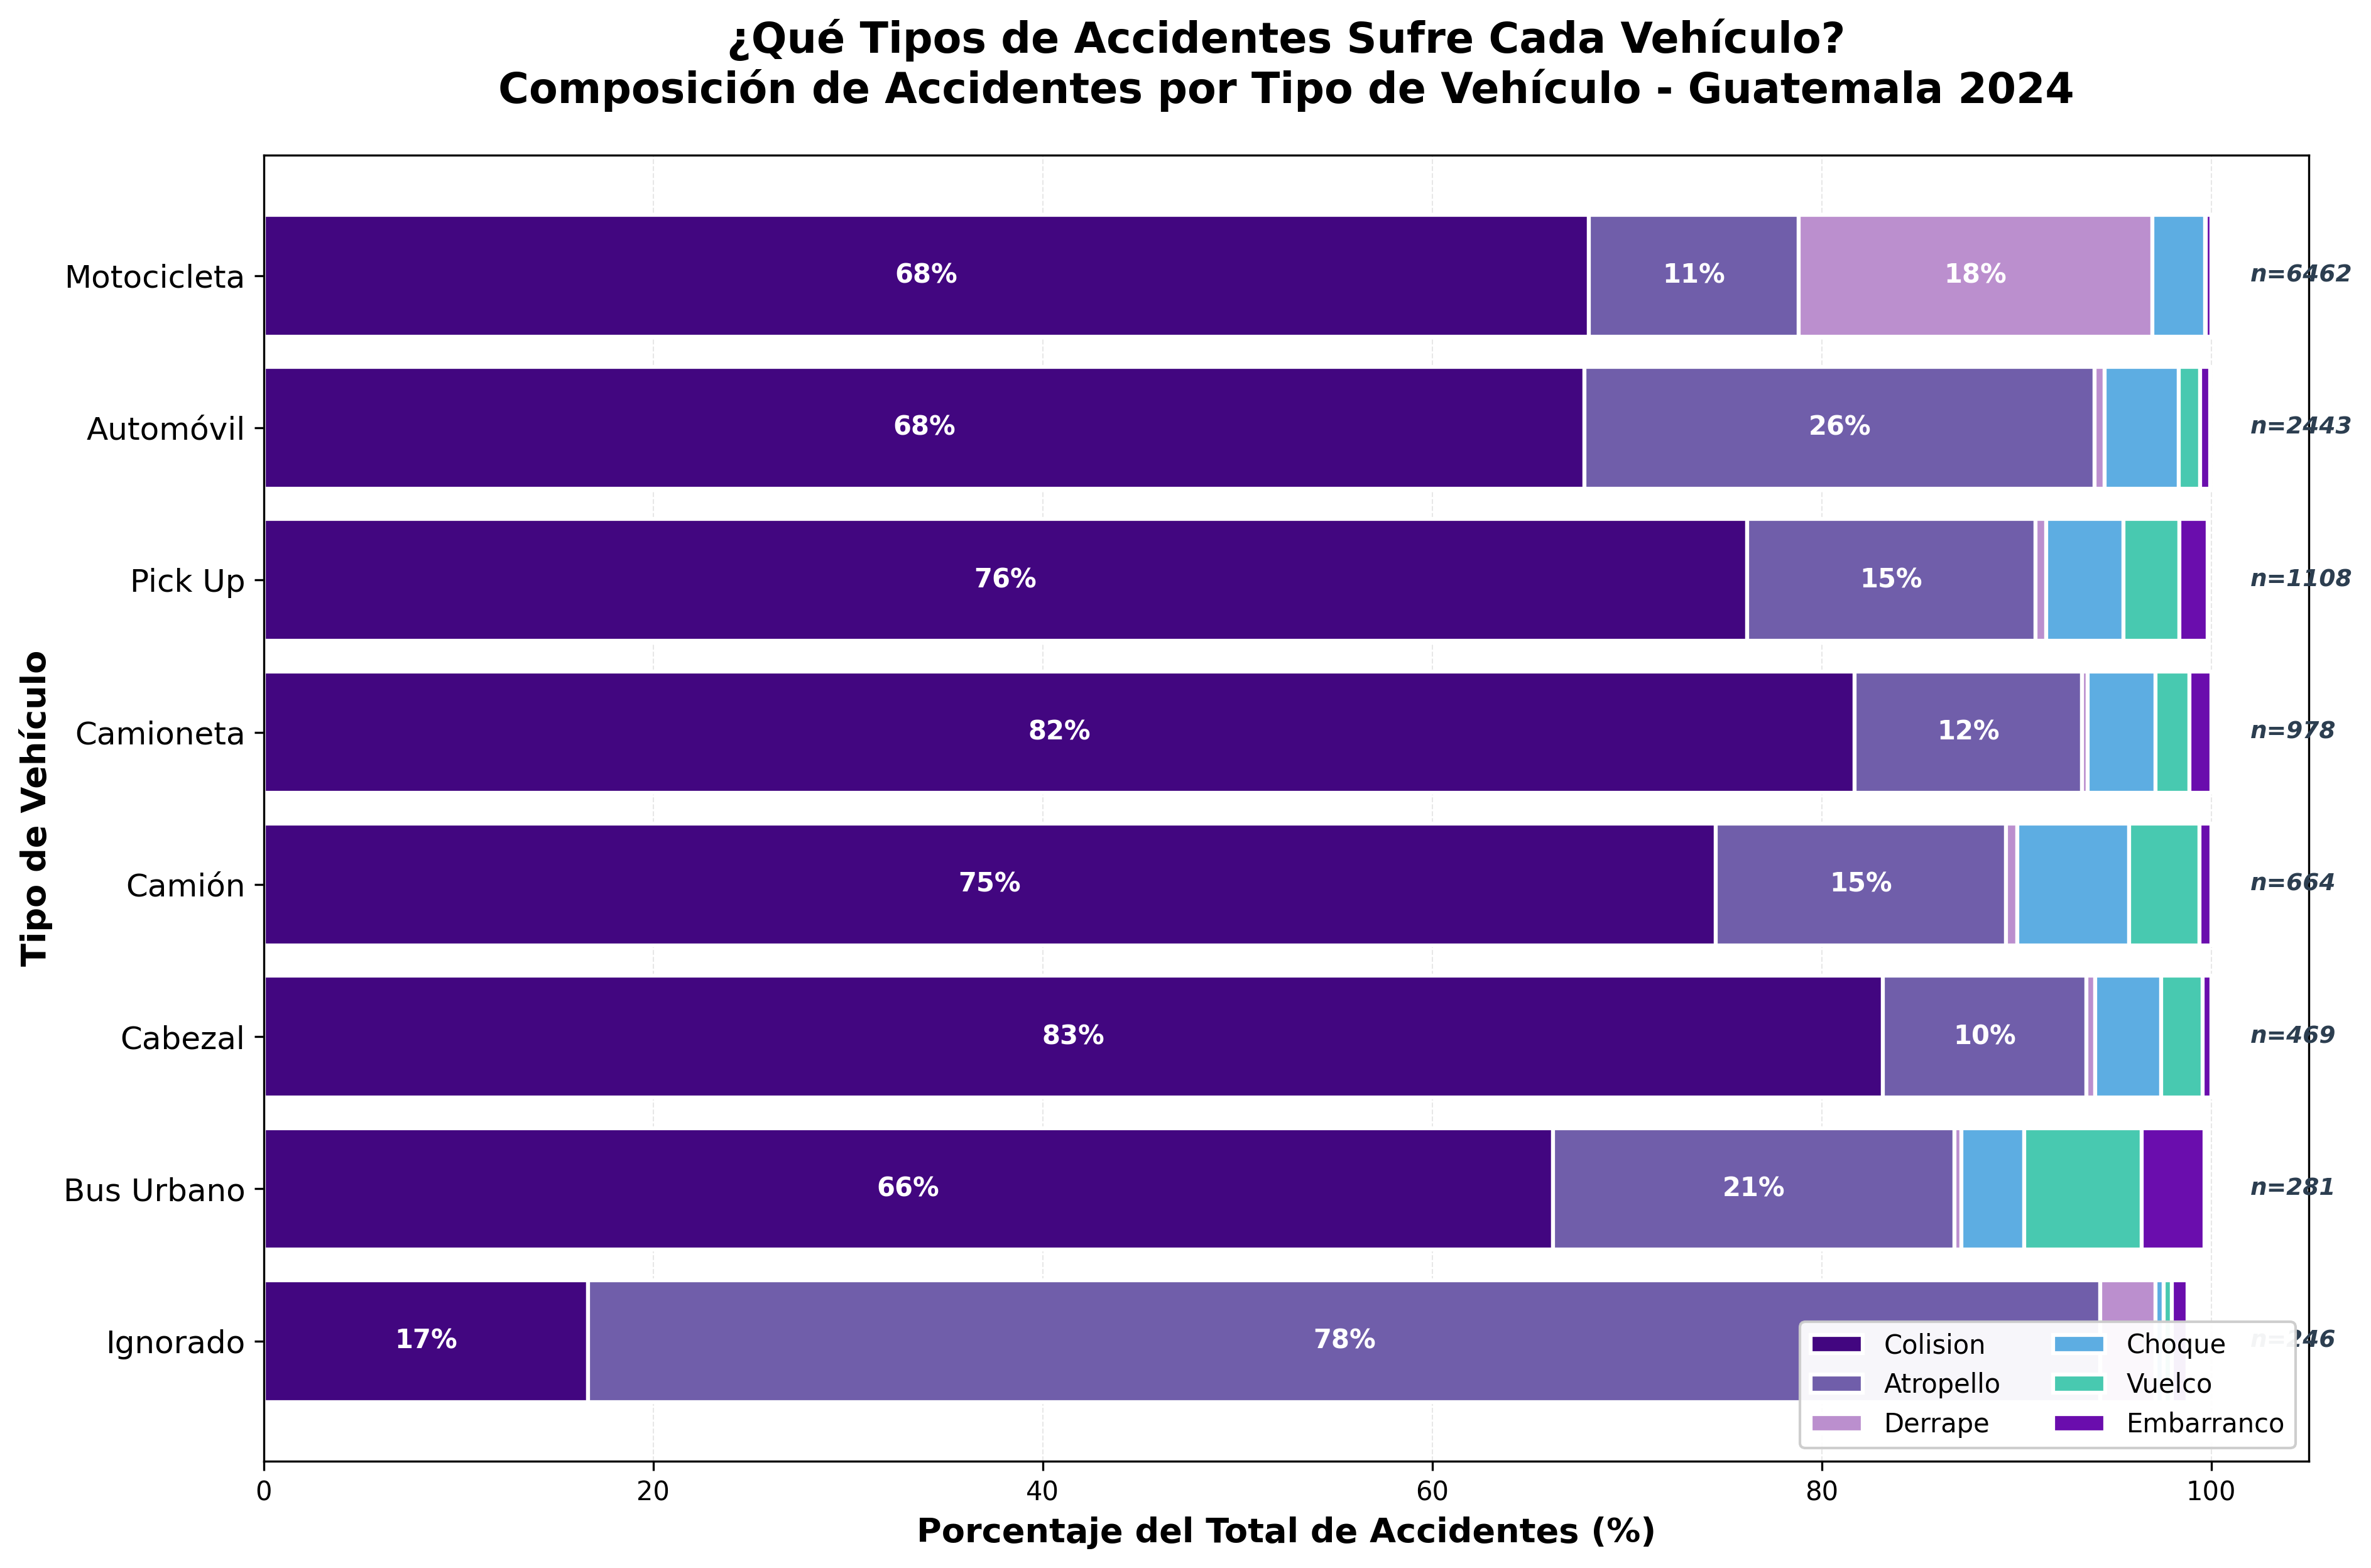 ¿Qué Tipos de Accidentes Sufre Cada Vehículo?
Composición de Accidentes por Tipo de Vehículo - Guatemala 2024
Tipo de Vehículo
Motocicleta 68% 11% 18% n=6462
Automóvil 68% 26% n=2443
Pick Up 76% 15% n=1108
Camioneta 82% 12% n=978
Camión 75% 15% n=664
Cabezal 83% 10% n=469
Bus Urbano 66% 21% n=281
Ignorado 17% 78% n=246
Colision Choque
Atropello Vuelco
Derrape Embarranco
0 20 40 60 80 100
Porcentaje del Total de Accidentes (%)